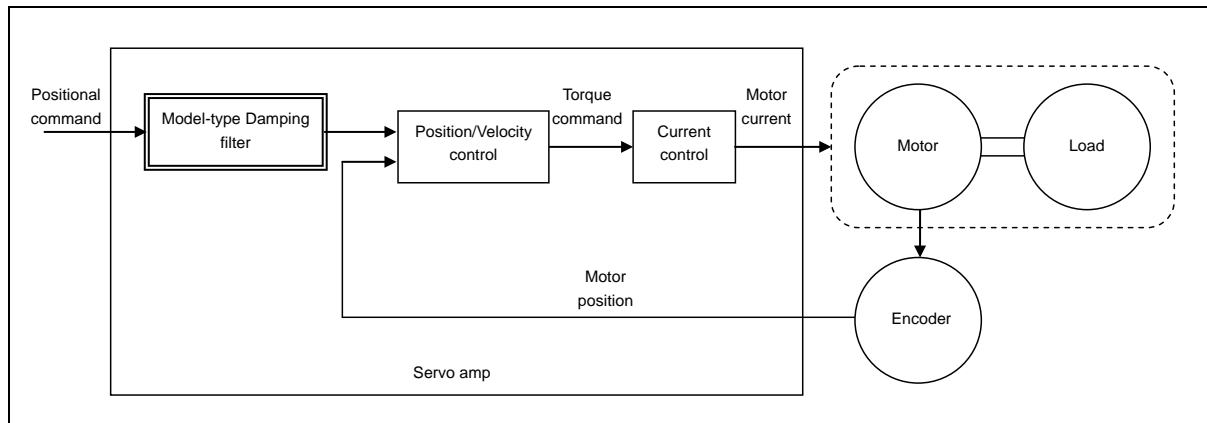 Positional
command
Model-type Damping
filter
Position/Velocity
control
Torque
command
Current
control
Motor
current
Motor
Load
Motor
position
Encoder
Servo amp